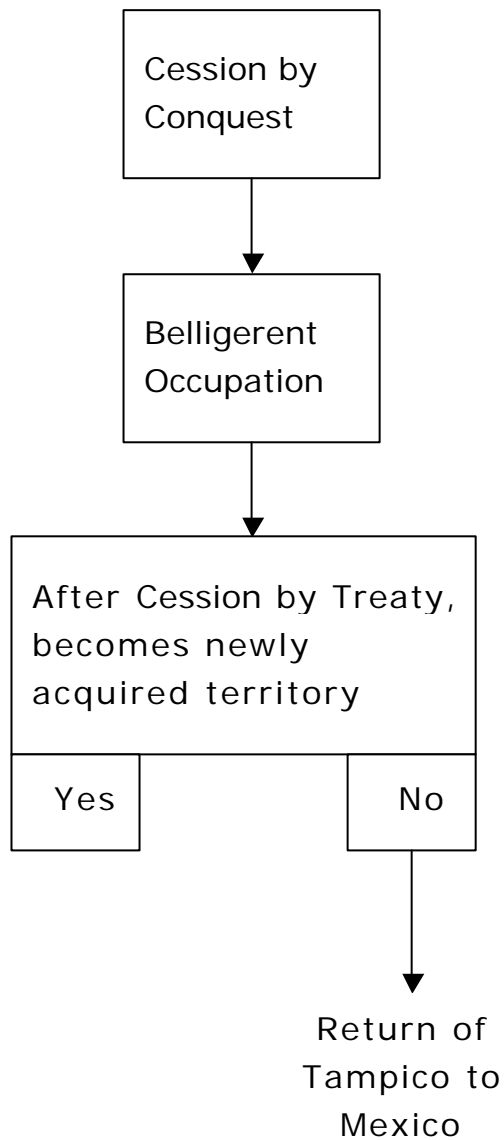 Cession by
Conquest
Belligerent
Occupation
After Cession by Treaty,
becomes newly
acquired territory
Yes
No
Return of
Tampico to
Mexico